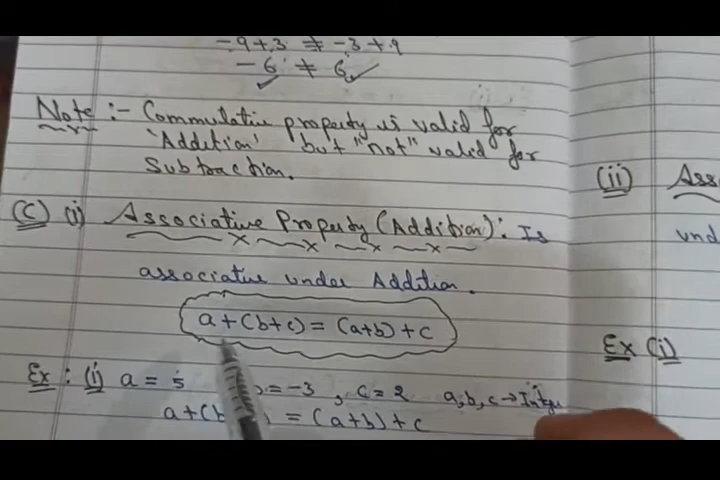 -9+3 ≠ -3+9
-6 ≠ 6
Note :- Commutative property is valid for
'Addition' but "not" valid for
Subtraction.
(C) (i) Associative Property (Addition): Is
associative under Addition.
a+(b+c) = (a+b)+c
Ex : (i) a = 5 = -3, c = 2 a,b,c →
a+(b = (a+b)+c
(ii)
Ex (i)